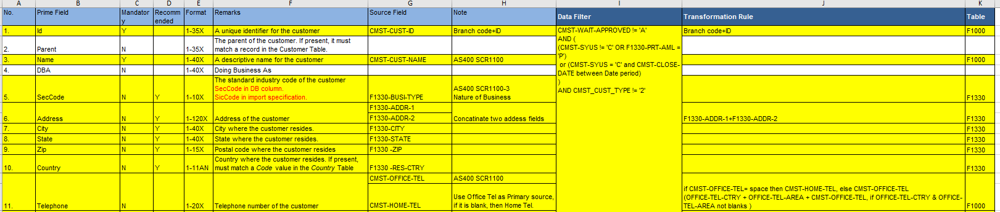 A B C D E F G H I J K
No. Prime Field Mandator Recomm Format Remarks Source Field Note Data Filter Transformation Rule Table
y ended
1. Id Y 1-35X A unique identifier for the customer CMST-CUST-ID Branch code+ID Branch code+ID F1000
CMST-WAIT-APPROVED != 'A'
AND (
(CMST-SYUS != 'C' OR F1330-PRT-AML =
'P')
or (CMST-SYUS = 'C' and CMST-CLOSE-
DATE between Date period)
)
AND CMST_CUST_TYPE != '2'
The parent of the customer. If present, it must
2. Parent N 1-35X match a record in the Customer Table.
3. Name Y 1-40X A descriptive name for the customer CMST-CUST-NAME AS400 SCR1100 F1000
4. DBA N 1-40X Doing Business As
The standard industry code of the customer
SecCode in DB column. AS400 SCR1100-3
5. SecCode N Y 1-10X SicCode in import specification. F1330-BUSI-TYPE Nature of Business F1330
F1330-ADDR-1
6. Address N Y 1-120X Address of the customer F1330-ADDR-2 Concatinate two addess fields F1330-ADDR-1+F1330-ADDR-2 F1330
7. City N Y 1-40X City where the customer resides. F1330-CITY F1330
8. State N Y 1-40X State where the customer resides. F1330-STATE F1330
9. Zip N Y 1-15X Postal code where the customer resides F1330 -ZIP F1330
Country where the customer resides. If present,
10. Country N Y 1-11AN must match a Code value in the Country Table F1330 -RES-CTRY F1330
CMST-OFFICE-TEL AS400 SCR1100
11. Telephone N 1-20X Telephone number of the customer CMST-HOME-TEL
Use Office Tel as Primary source,
if it is blank, then Home Tel.
if CMST-OFFICE-TEL= space then CMST-HOME-TEL, else CMST-OFFICE-TEL
(OFFICE-TEL-CTRY + OFFICE-TEL-AREA + CMST-OFFICE-TEL, if OFFICE-TEL-CTRY & OFFICE-
TEL-AREA not blanks ) F1000